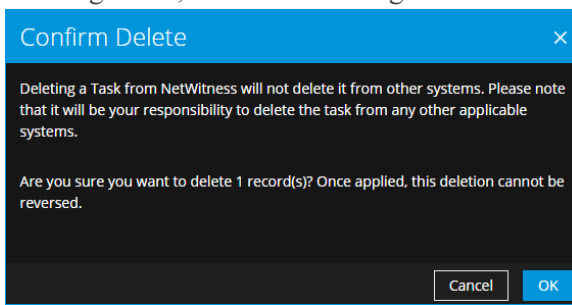 Confirm Delete
Deleting a Task from NetWitness will not delete it from other systems. Please note
that it will be your responsibility to delete the task from any other applicable
systems.
Are you sure you want to delete 1 record(s)? Once applied, this deletion cannot be
reversed.
Cancel OK